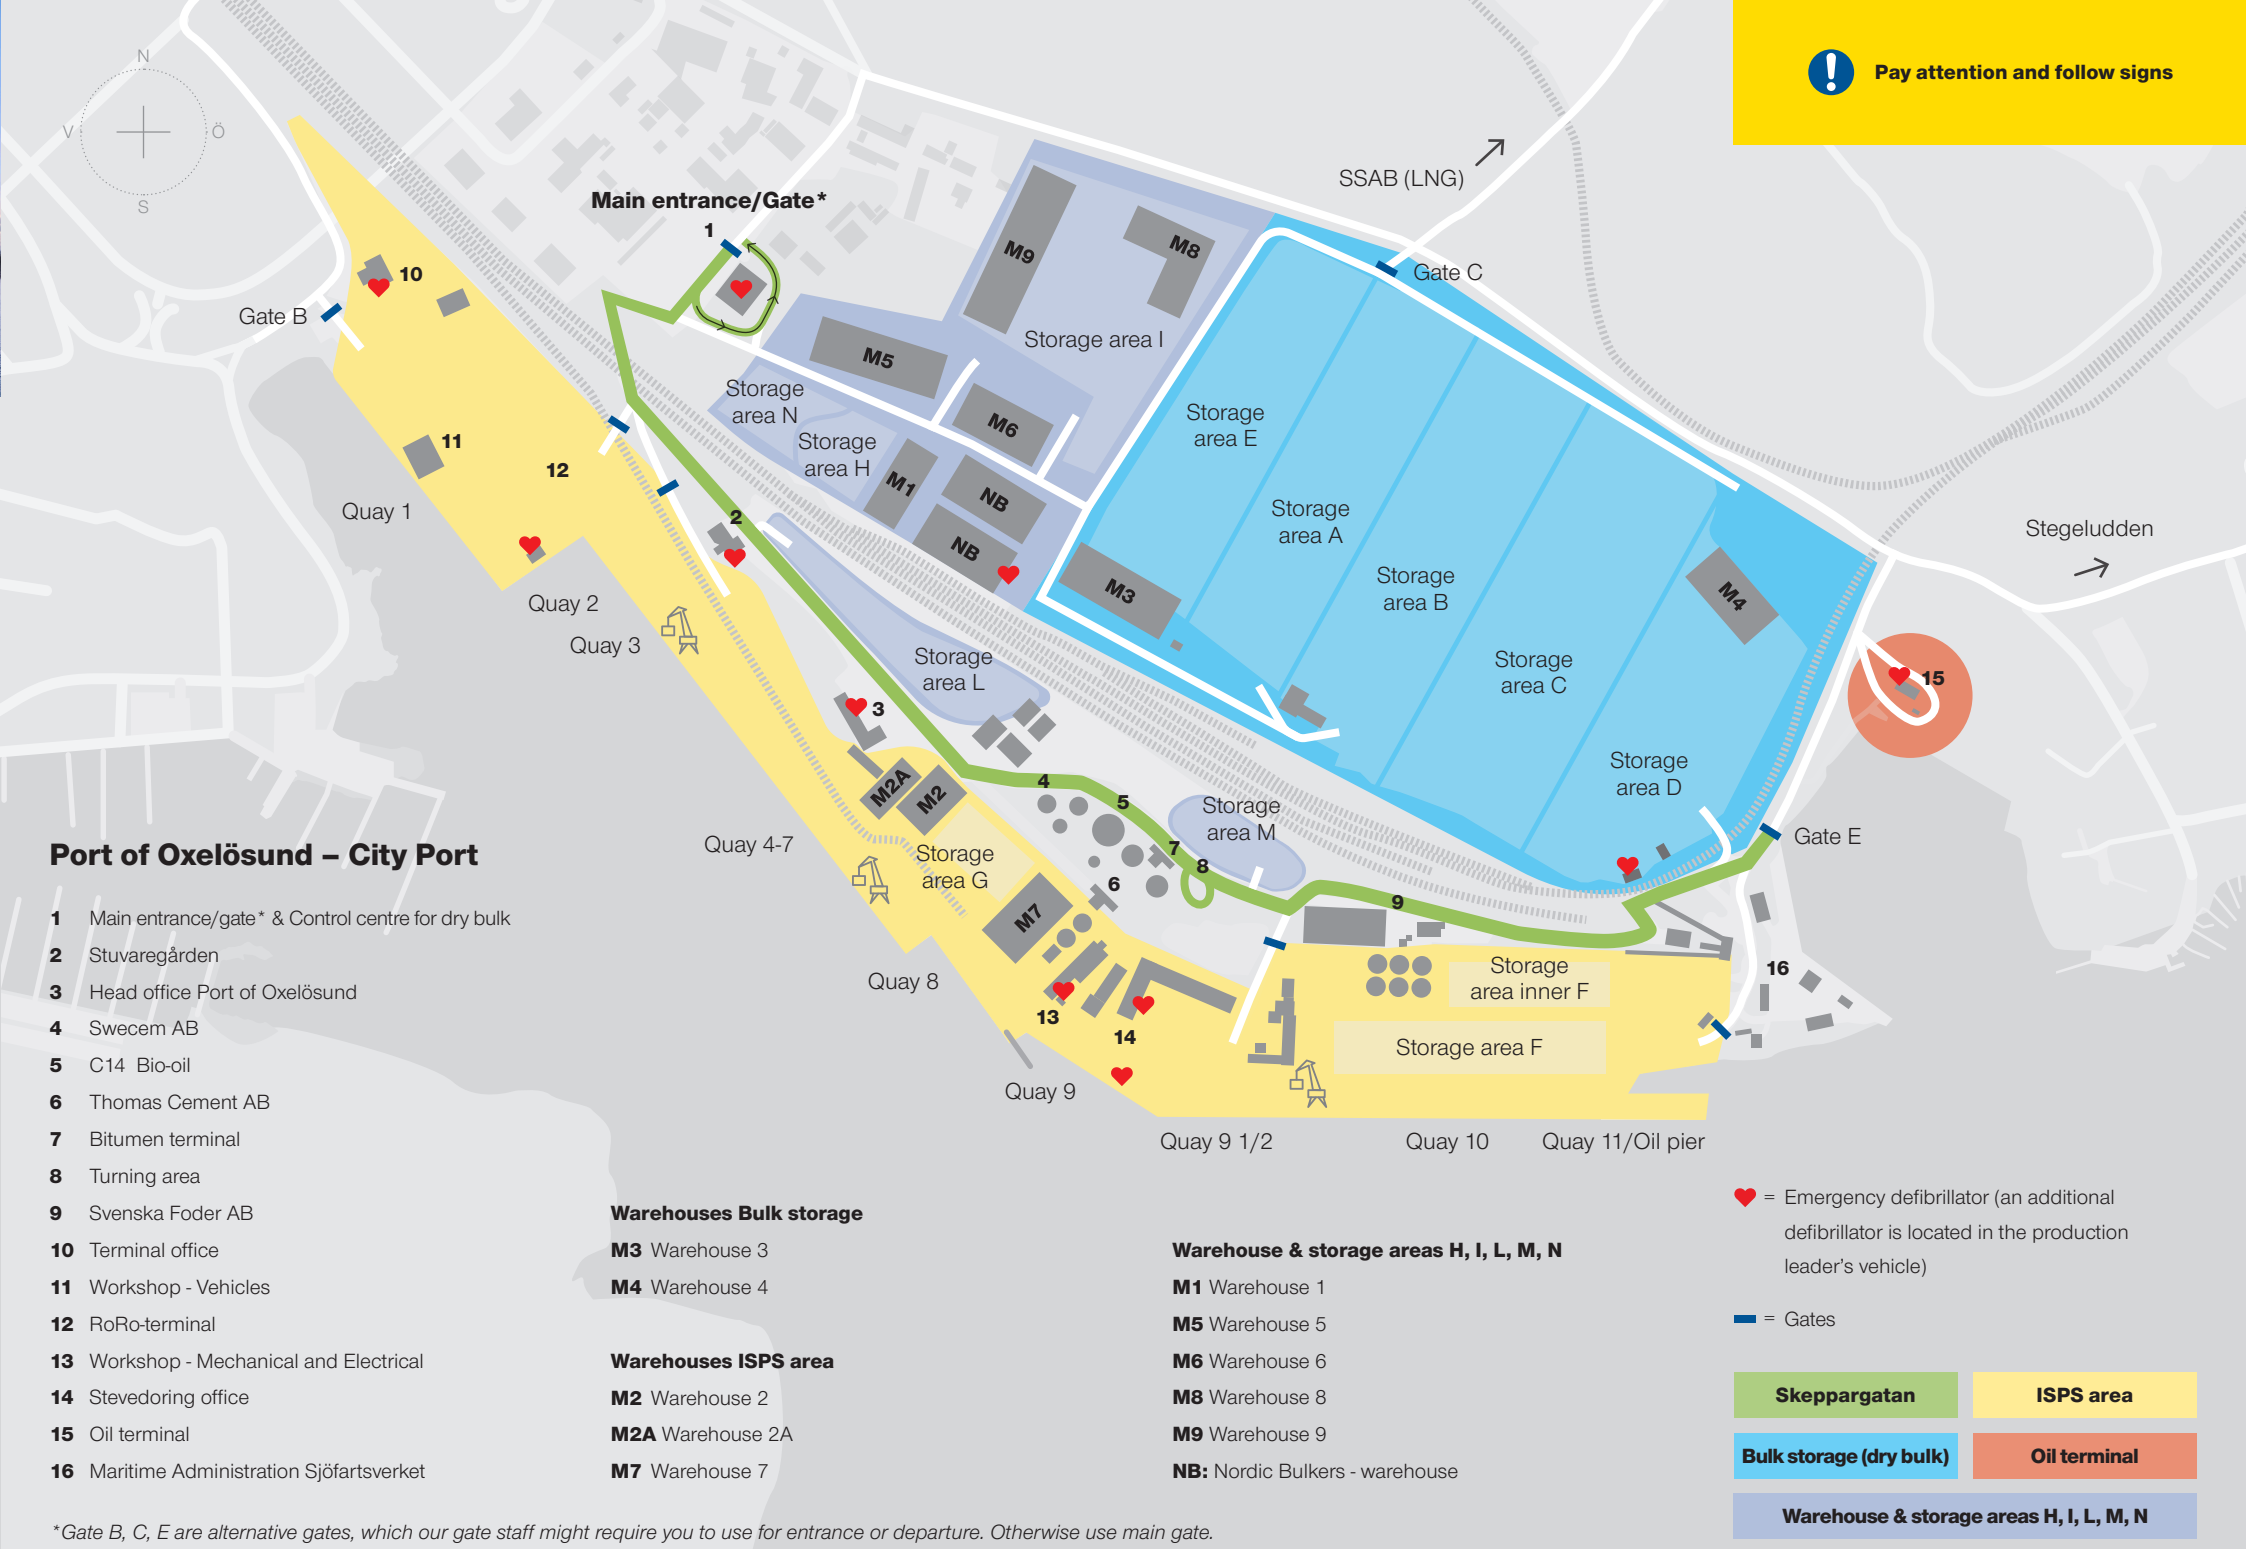 Pay attention and follow signs
N
V
Ö
S
SSAB (LNG)
Main entrance/Gate*
1
M9
M8
Gate C
10
Gate B
Storage area I
M5
Storage
area N
Storage
area E
M6
Storage
area H
11
12
M1
NB
Quay 1
Storage
area A
2
Stegeludden
NB
M3
Storage
area B
M4
Quay 2
Quay 3
Storage
area L
Storage
area C
15
3
Storage
area D
M2A
M2
4
5
Storage
area M
Gate E
Quay 4-7
7
8
Storage
area G
6
9
M7
Storage
area inner F
16
Quay 8
13
14
Storage area F
Quay 9
Quay 9 1/2
Quay 10
Quay 11/Oil pier
Port of Oxelösund – City Port
1 Main entrance/gate* & Control centre for dry bulk
2 Stuvaregården
3 Head office Port of Oxelösund
4 Swecem AB
5 C14 Bio-oil
6 Thomas Cement AB
7 Bitumen terminal
8 Turning area
9 Svenska Foder AB
10 Terminal office
11 Workshop - Vehicles
12 RoRo-terminal
13 Workshop - Mechanical and Electrical
14 Stevedoring office
15 Oil terminal
16 Maritime Administration Sjöfartsverket
Warehouses Bulk storage
M3 Warehouse 3
M4 Warehouse 4
Warehouses ISPS area
M2 Warehouse 2
M2A Warehouse 2A
M7 Warehouse 7
Warehouse & storage areas H, I, L, M, N
M1 Warehouse 1
M5 Warehouse 5
M6 Warehouse 6
M8 Warehouse 8
M9 Warehouse 9
NB: Nordic Bulkers - warehouse
= Emergency defibrillator (an additional
defibrillator is located in the production
leader’s vehicle)
= Gates
Skeppargatan
ISPS area
Bulk storage (dry bulk)
Oil terminal
Warehouse & storage areas H, I, L, M, N
*Gate B, C, E are alternative gates, which our gate staff might require you to use for entrance or departure. Otherwise use main gate.